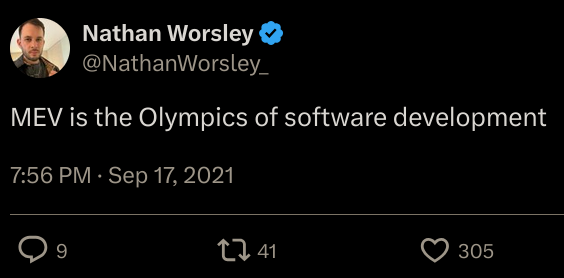 Nathan Worsley
@NathanWorsley_
MEV is the Olympics of software development
7:56 PM · Sep 17, 2021
9 41 305